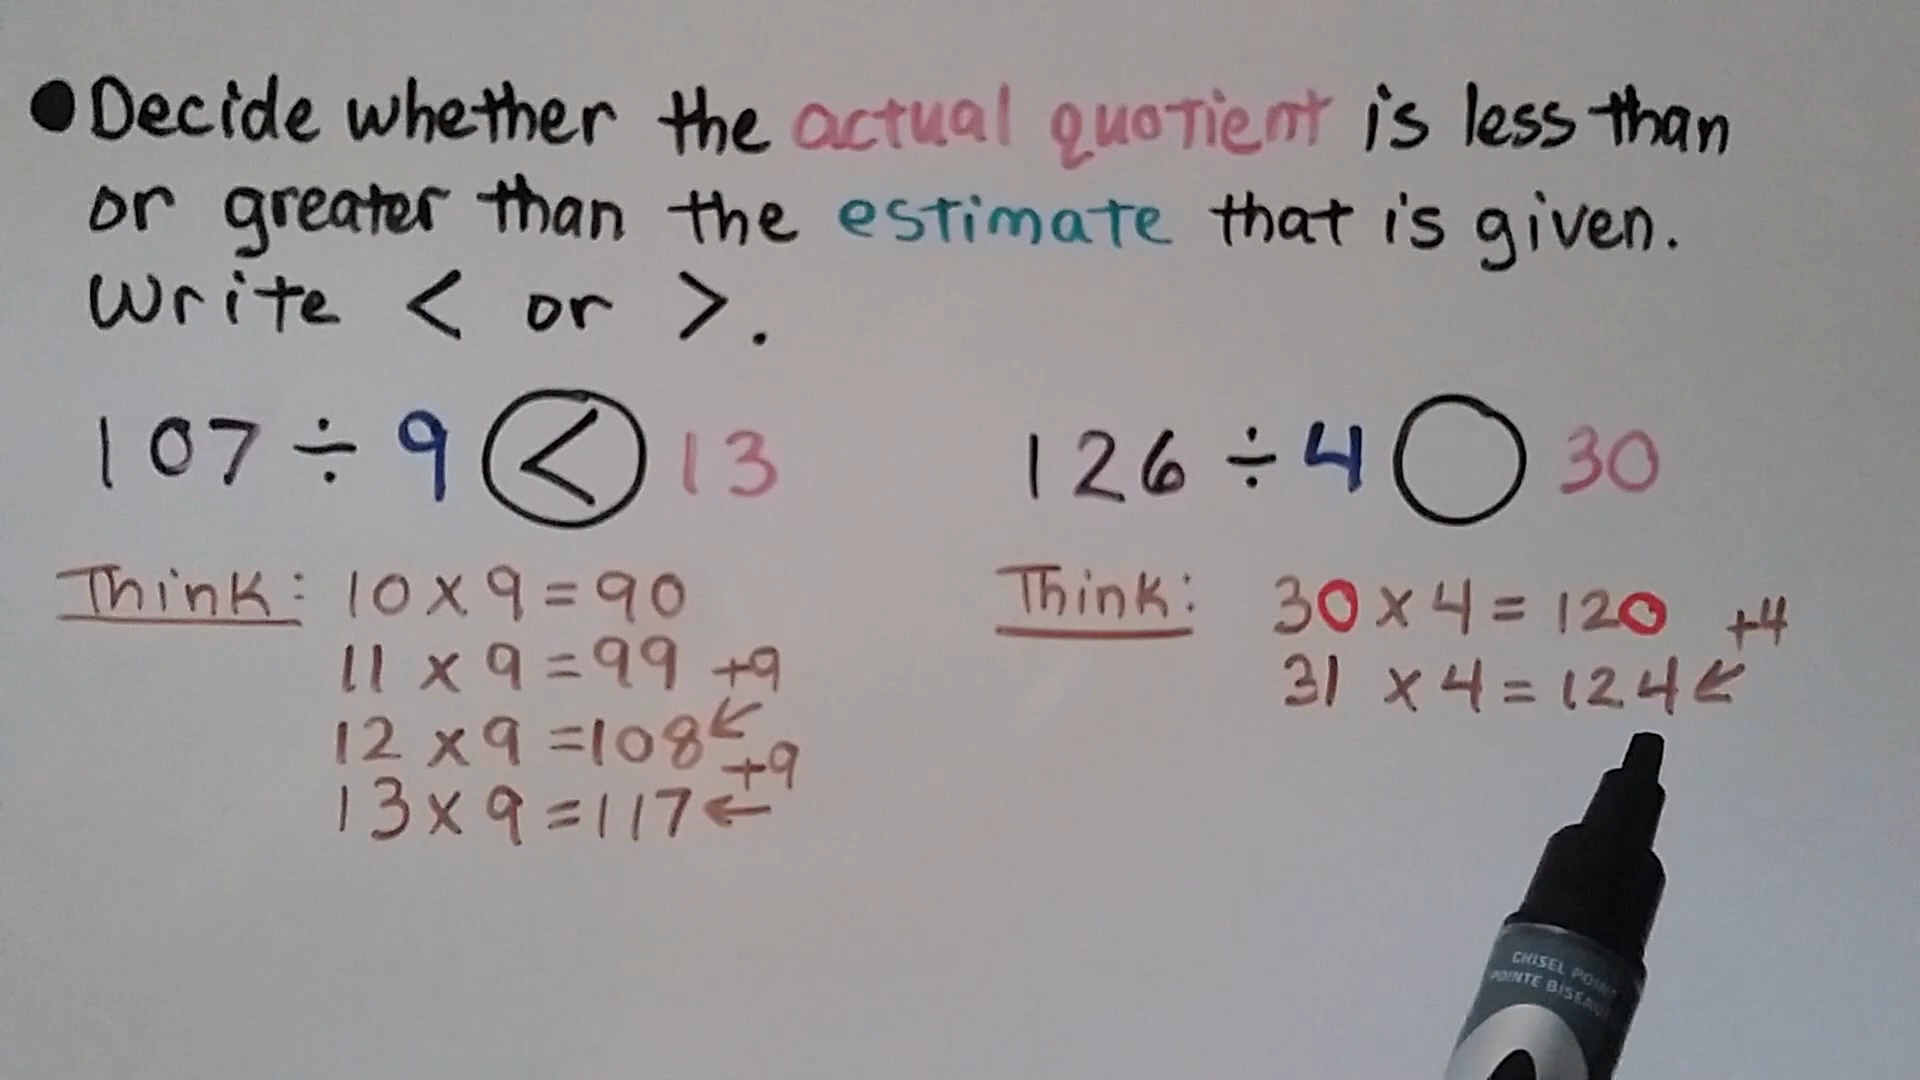 Decide whether the actual quotient is less than
or greater than the estimate that is given.
Write < or >.
107 ÷ 9 < 13
Think: 10 x 9 = 90
11 x 9 = 99 +9
12 x 9 = 108
+9
13 x 9 = 117
126 ÷ 4 30
Think: 30 x 4 = 120 +4
31 x 4 = 124
CHISEL POINT
POINTE BISEAU